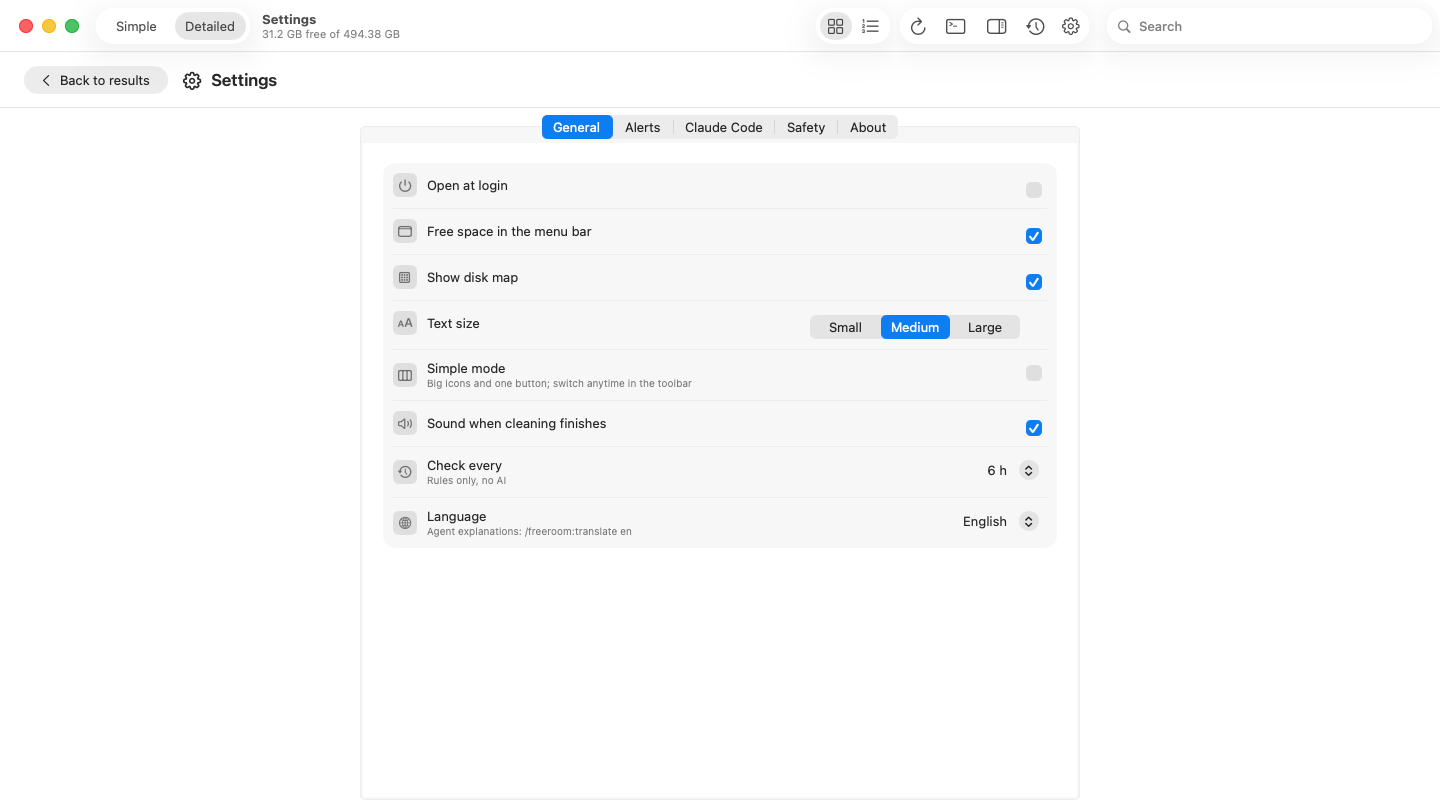 Simple
Detailed
Settings
31.2 GB free of 494.38 GB
Search
Back to results
Settings
General
Alerts
Claude Code
Safety
About
Open at login
Free space in the menu bar
Show disk map
AA
Text size
Small
Medium
Large
Simple mode
Big icons and one button; switch anytime in the toolbar
Sound when cleaning finishes
Check every
6 h
Rules only, no AI
Language
English
Agent explanations: /freeroom:translate en